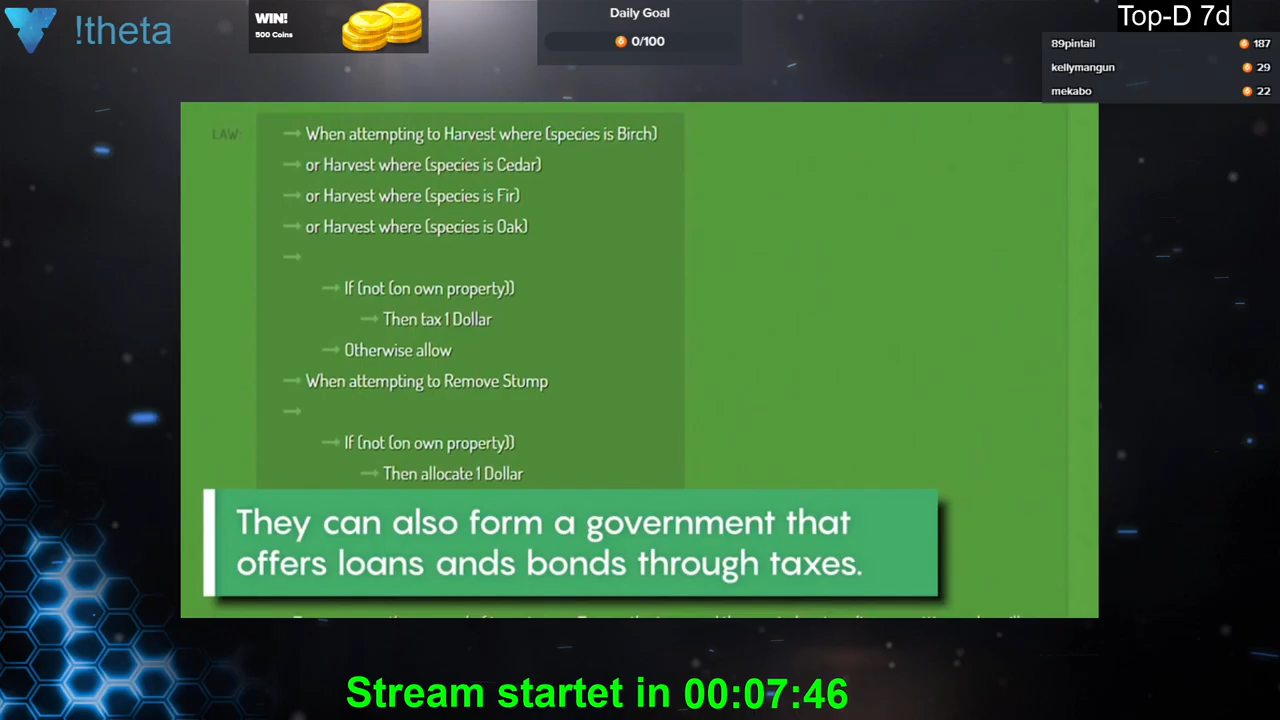 !theta
WIN!
500 Coins
Daily Goal
0/100
Top-D 7d
89pintail 187
kellymangun 29
mekabo 22
LAW
When attempting to Harvest where (species is Birch)
or Harvest where (species is Cedar)
or Harvest where (species is Fir)
or Harvest where (species is Oak)
If (not (on own property))
Then tax 1 Dollar
Otherwise allow
When attempting to Remove Stump
If (not (on own property))
Then allocate 1 Dollar
They can also form a government that
offers loans ands bonds through taxes.
Stream startet in 00:07:46